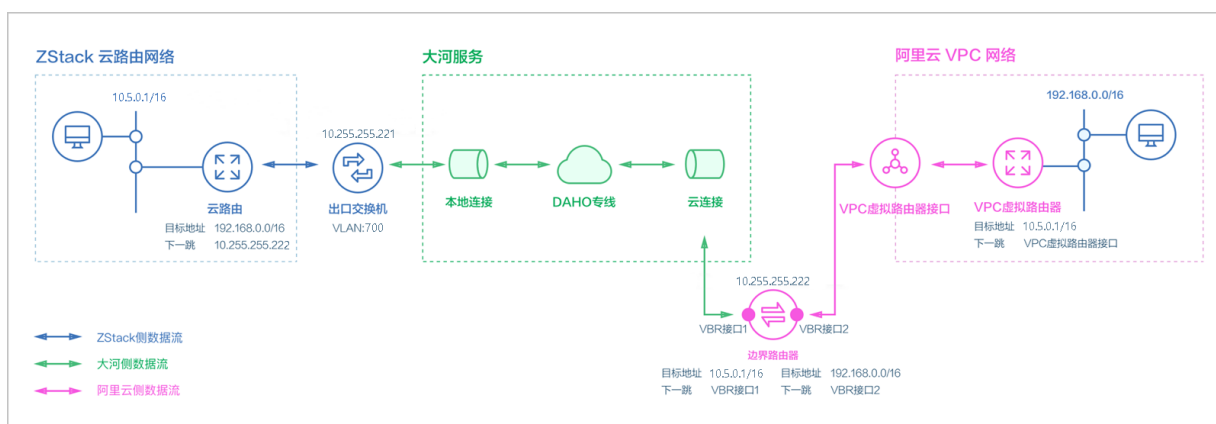 ZStack 云路由网络
大河服务
阿里云 VPC 网络
10.5.0.1/16
192.168.0.0/16
10.255.255.221
云路由
目标地址 192.168.0.0/16
下一跳 10.255.255.222
出口交换机
VLAN:700
本地连接
DAHO专线
云连接
VPC虚拟路由器接口
VPC虚拟路由器
目标地址 10.5.0.1/16
下一跳 VPC虚拟路由器接口
10.255.255.222
VBR接口1
VBR接口2
边界路由器
目标地址 10.5.0.1/16 目标地址 192.168.0.0/16
下一跳 VBR接口1 下一跳 VBR接口2
ZStack侧数据流
大河侧数据流
阿里云侧数据流